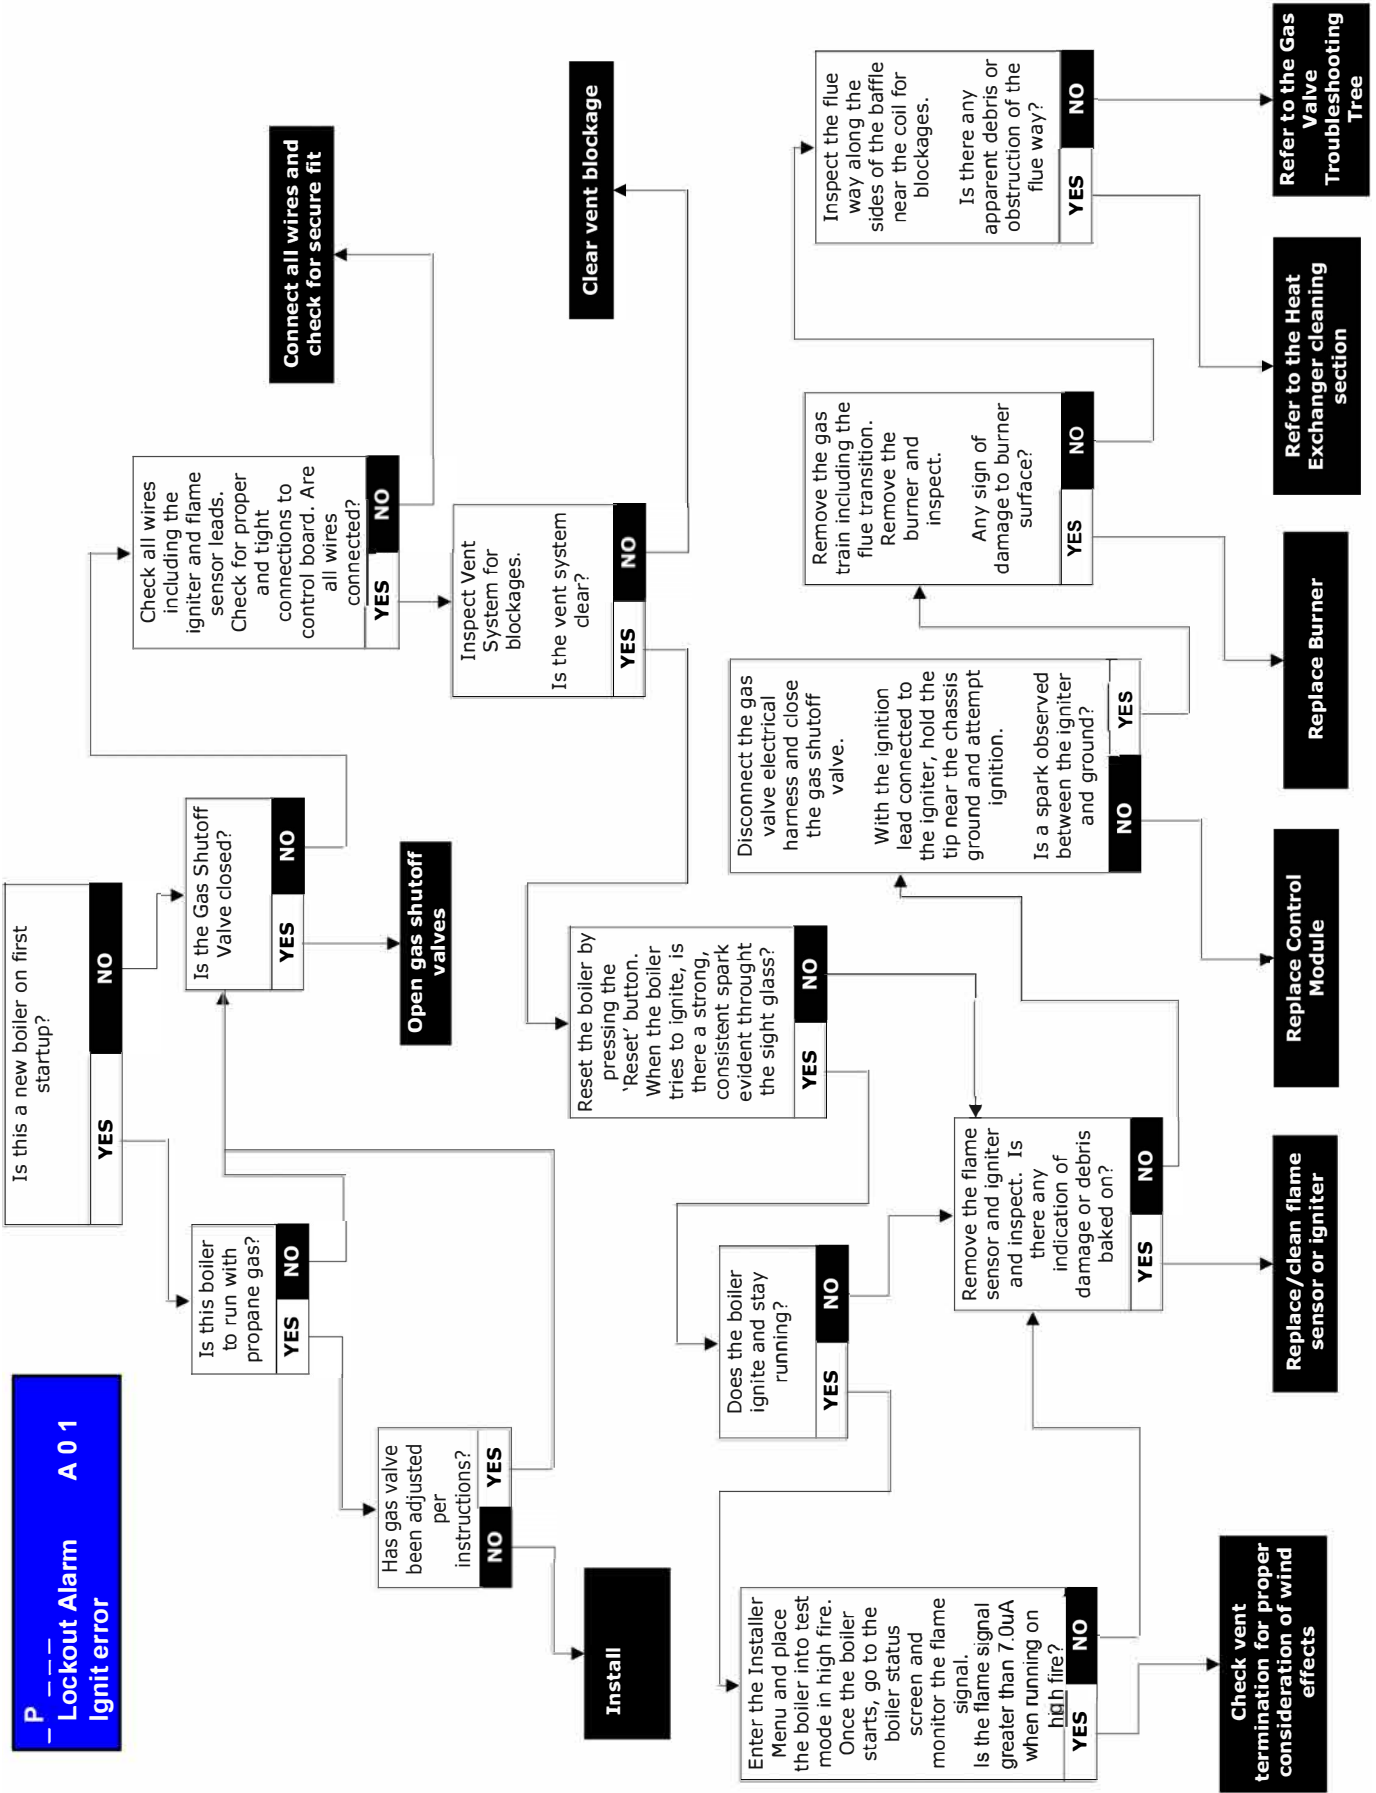 _ P _ _ _ _
Lockout Alarm A 0 1
Ignit error
Is this a new boiler on first
startup?
YES
NO
Is this boiler
to run with
propane gas?
YES
NO
Is the Gas Shutoff
Valve closed?
YES
NO
Has gas valve
been adjusted
per
instructions?
NO
YES
Install
Open gas shutoff
valves
Check all wires
including the
igniter and flame
sensor leads.
Check for proper
and tight
connections to
control board. Are
all wires
connected?
YES
NO
Connect all wires and
check for secure fit
Inspect Vent
System for
blockages.
Is the vent system
clear?
YES
NO
Clear vent blockage
Reset the boiler by
pressing the
‘Reset’ button.
When the boiler
tries to ignite, is
there a strong,
consistent spark
evident throught
the sight glass?
YES
NO
Does the boiler
ignite and stay
running?
YES
NO
Enter the Installer
Menu and place
the boiler into test
mode in high fire.
Once the boiler
starts, go to the
boiler status
screen and
monitor the flame
signal.
Is the flame signal
greater than 7.0uA
when running on
high fire?
YES
NO
Check vent
termination for proper
consideration of wind
effects
Remove the flame
sensor and igniter
and inspect. Is
there any
indication of
damage or debris
baked on?
YES
NO
Replace/clean flame
sensor or igniter
Disconnect the gas
valve electrical
harness and close
the gas shutoff
valve.
With the ignition
lead connected to
the igniter, hold the
tip near the chassis
ground and attempt
ignition.
Is a spark observed
between the igniter
and ground?
NO
YES
Replace Control
Module
Remove the gas
train including the
flue transition.
Remove the
burner and
inspect.
Any sign of
damage to burner
surface?
YES
NO
Replace Burner
Inspect the flue
way along the
sides of the baffle
near the coil for
blockages.
Is there any
apparent debris or
obstruction of the
flue way?
YES
NO
Refer to the Heat
Exchanger cleaning
section
Refer to the Gas
Valve
Troubleshooting
Tree